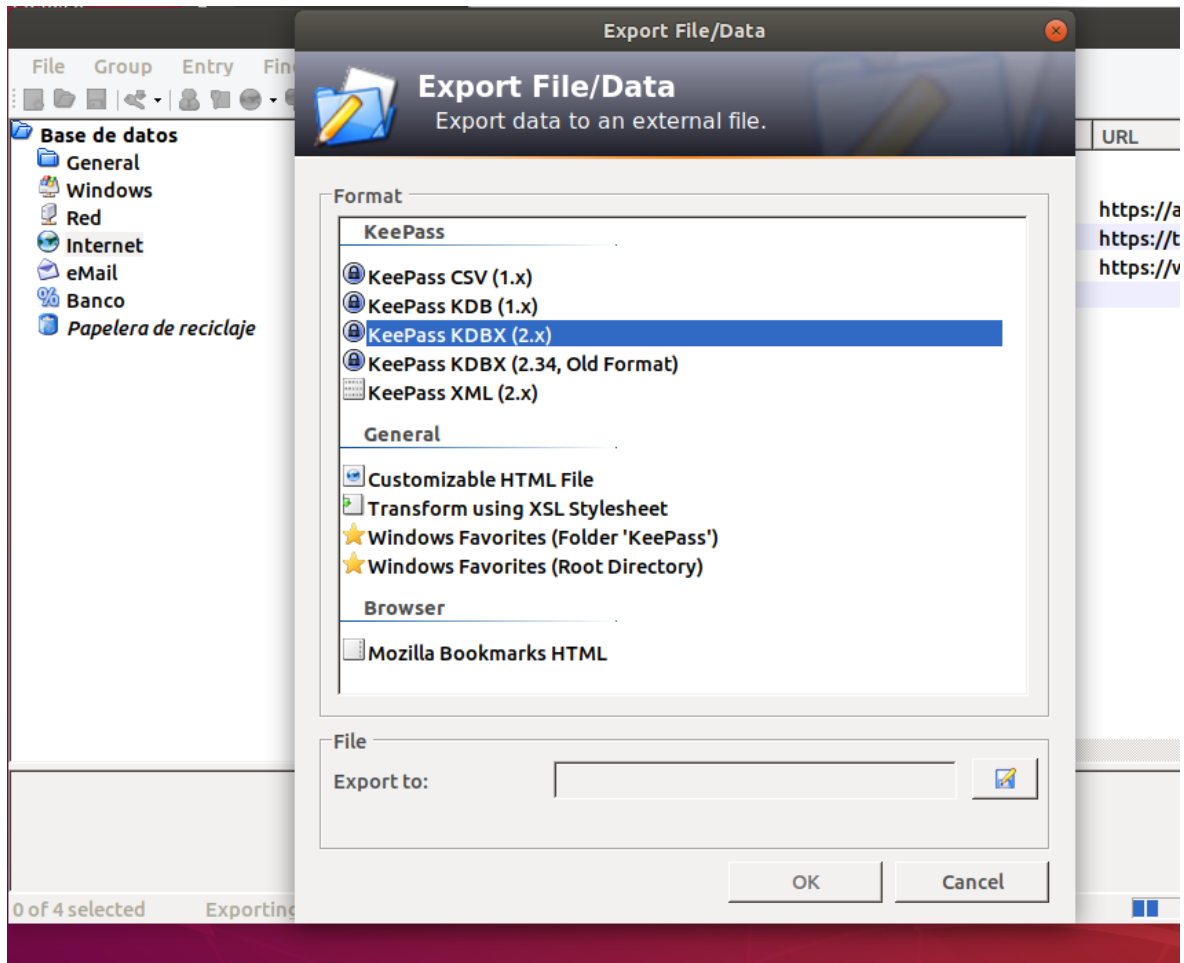 Export File/Data
File Group Entry
Export File/Data
Export data to an external file.
Base de datos
General
Windows
Red
Internet
eMail
Banco
Papelera de reciclaje
Format
KeePass
KeePass CSV (1.x)
KeePass KDB (1.x)
KeePass KDBX (2.x)
KeePass KDBX (2.34, Old Format)
KeePass XML (2.x)
General
Customizable HTML File
Transform using XSL Stylesheet
Windows Favorites (Folder 'KeePass')
Windows Favorites (Root Directory)
Browser
Mozilla Bookmarks HTML
File
Export to:
OK Cancel
URL
https://a
https://t
https://v
0 of 4 selected Exporting